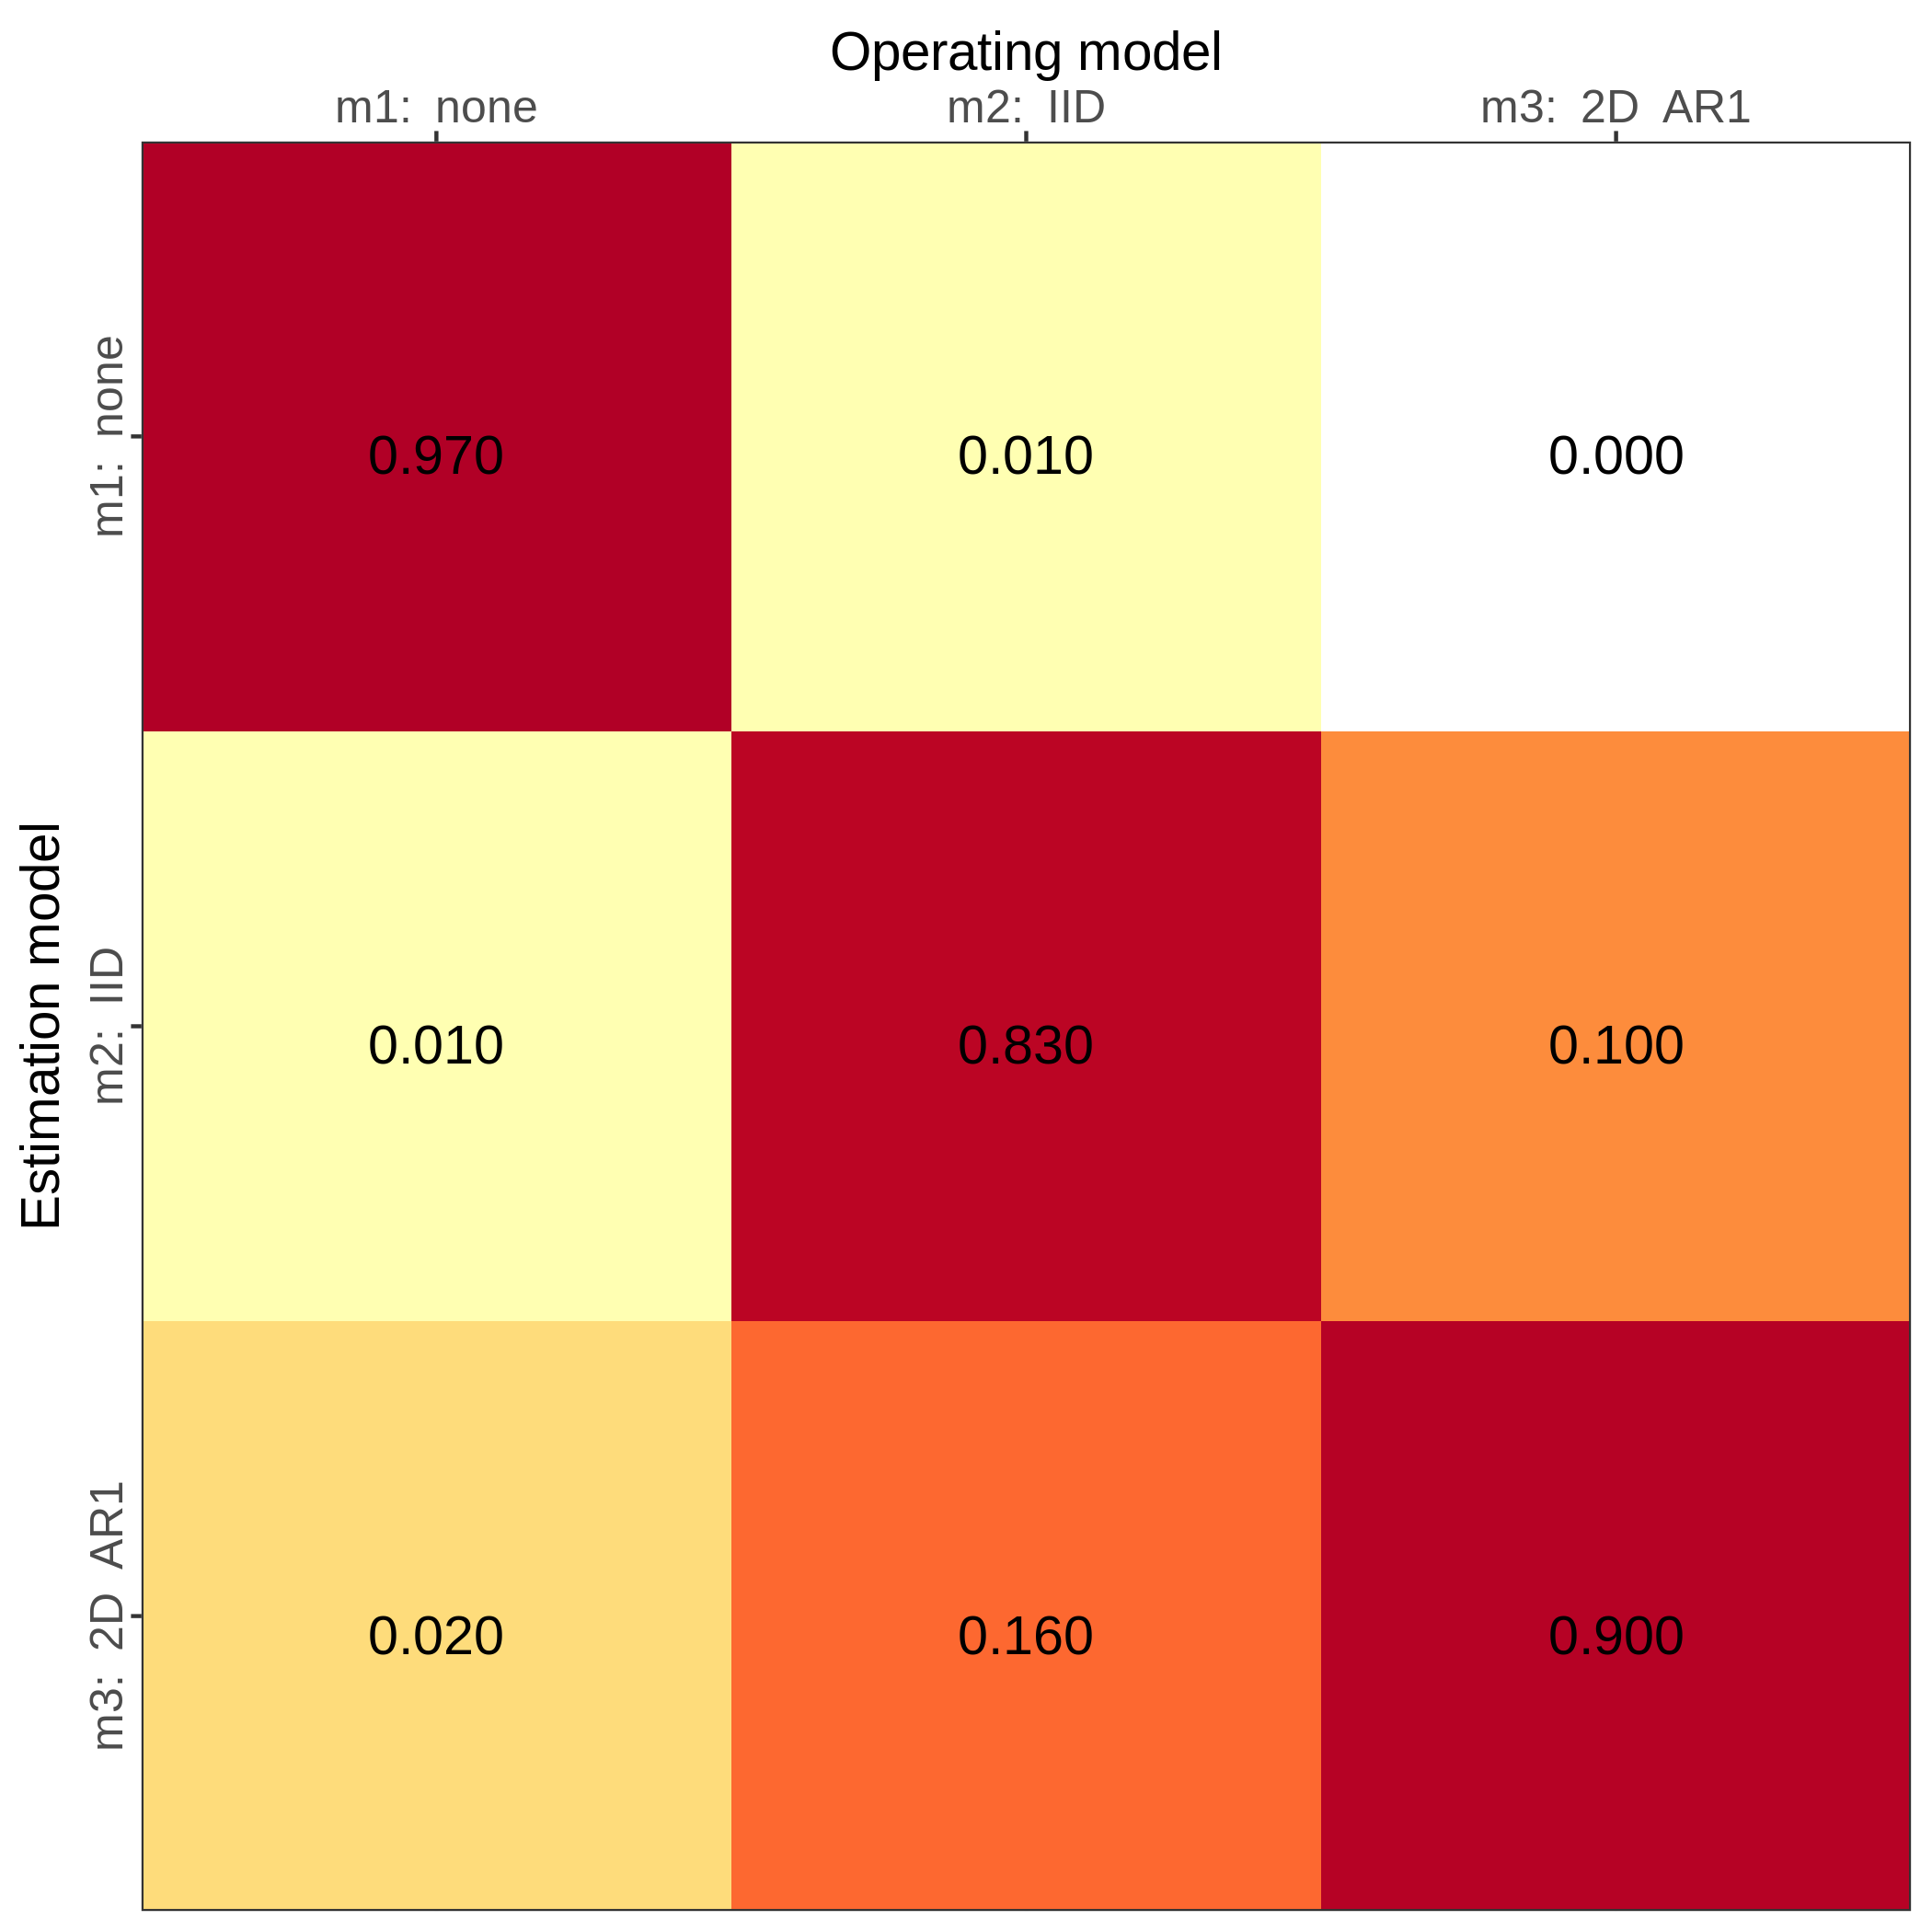 Operating model
m1: none m2: IID m3: 2D AR1
Estimation model
m1: none
0.970 0.010 0.000
m2: IID
0.010 0.830 0.100
m3: 2D AR1
0.020 0.160 0.900